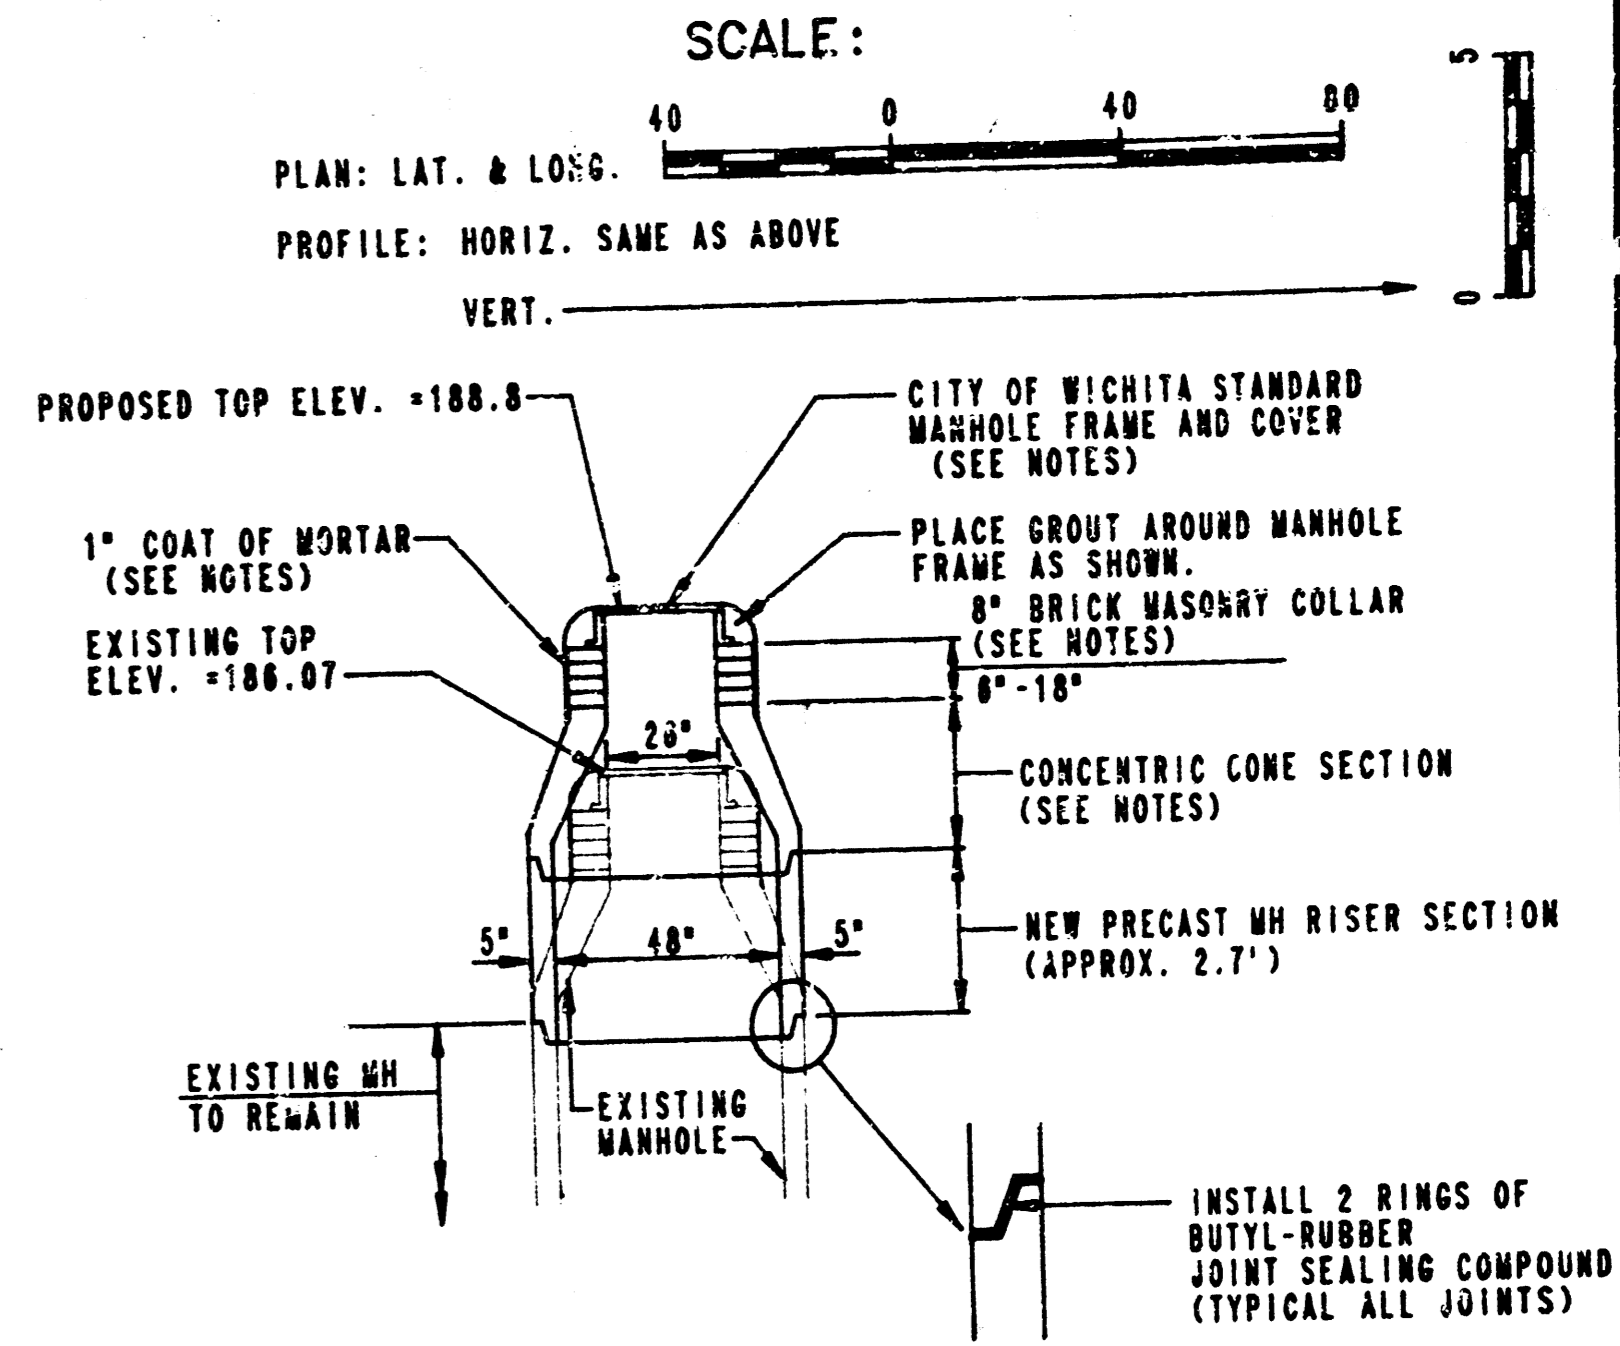 SCALE:
40 0 40 80
5
PLAN: LAT. & LONG.
PROFILE: HORIZ. SAME AS ABOVE
VERT.
0
PROPOSED TOP ELEV. =188.8
CITY OF WICHITA STANDARD
MANHOLE FRAME AND COVER
(SEE NOTES)
1" COAT OF MORTAR
(SEE NOTES)
PLACE GROUT AROUND MANHOLE
FRAME AS SHOWN.
8" BRICK MASONRY COLLAR
(SEE NOTES)
6"-18"
EXISTING TOP
ELEV. =186.07
26"
CONCENTRIC CONE SECTION
(SEE NOTES)
5" 48" 5"
NEW PRECAST MH RISER SECTION
(APPROX. 2.7')
EXISTING MH
TO REMAIN
EXISTING
MANHOLE
INSTALL 2 RINGS OF
BUTYL-RUBBER
JOINT SEALING COMPOUND
(TYPICAL ALL JOINTS)